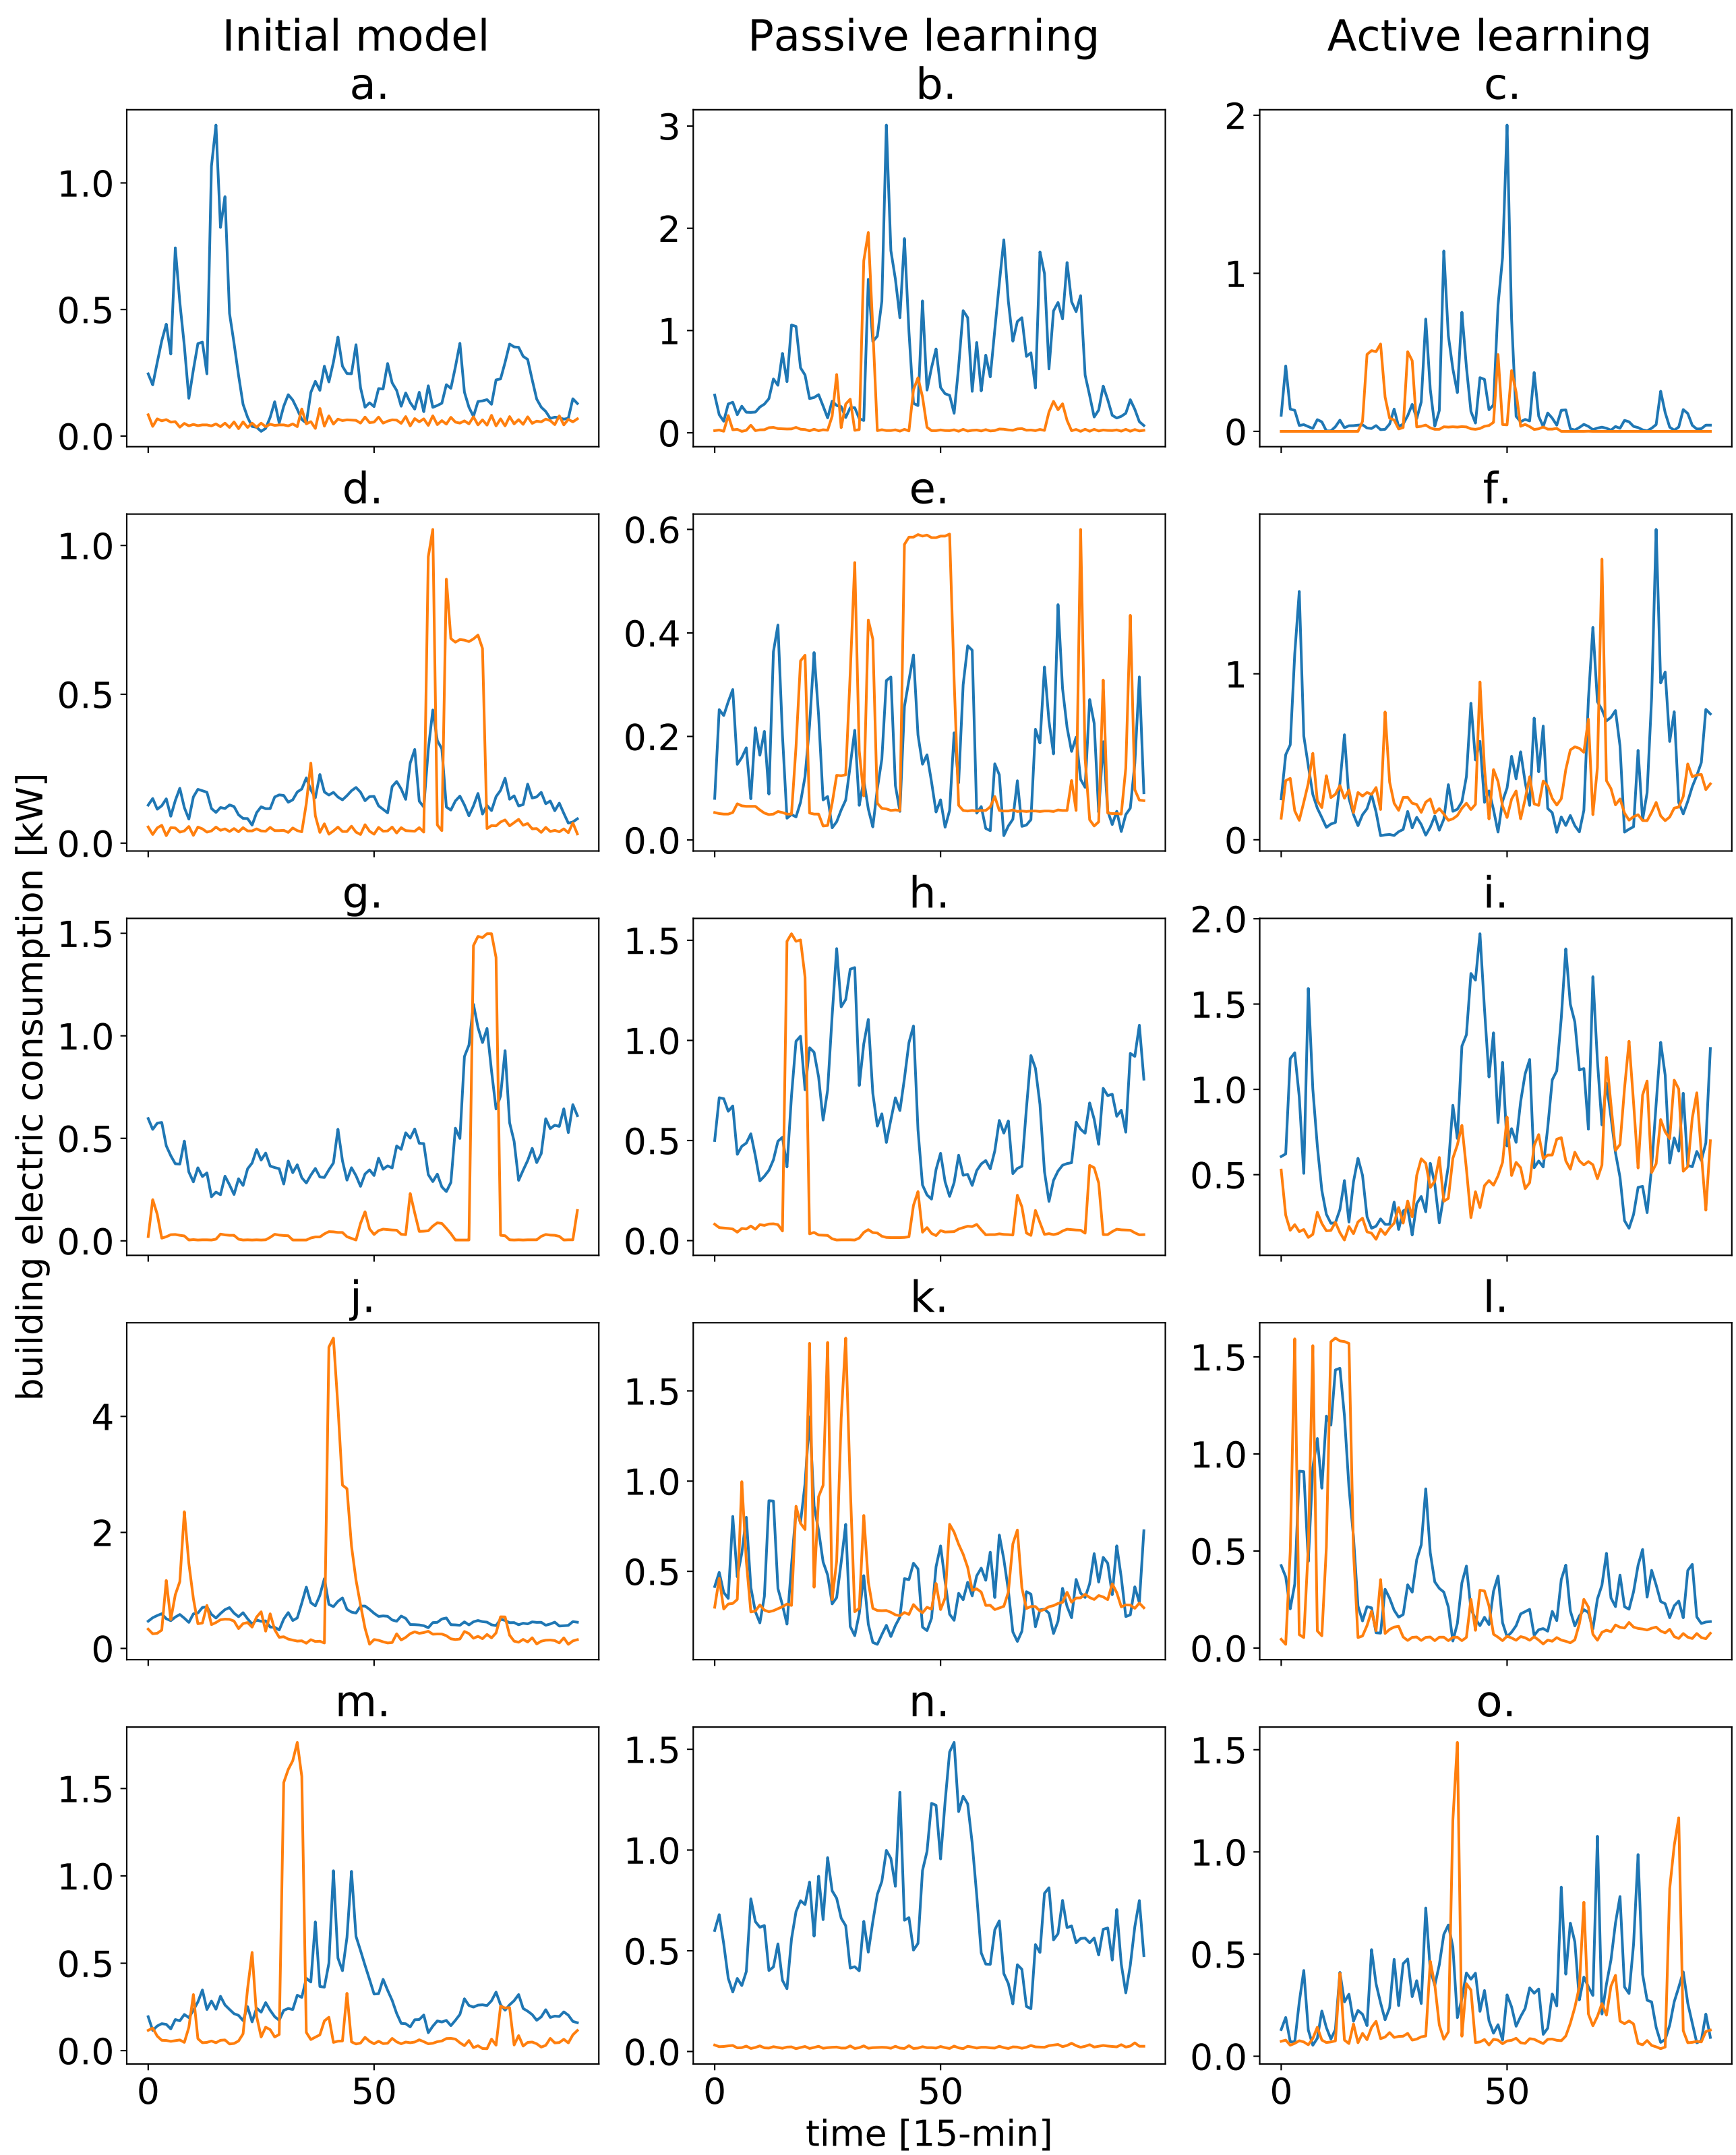 Initial model Passive learning Active learning
a. b. c.
1.0 3 2
0.5 2 1
0.0 1 0
0
d. e. f.
1.0 0.6 1
0.5 0.4 0
0.0 0.2
0.0
g. h. i.
1.5 1.5 2.0
1.0 1.0 1.5
0.5 0.5 1.0
0.0 0.0 0.5
building electric consumption [kW]
j. k. l.
4 1.5 1.5
2 1.0 1.0
0 0.5 0.5
0.0
m. n. o.
1.5 1.5 1.5
1.0 1.0 1.0
0.5 0.5 0.5
0.0 0.0 0.0
0 50 0 50 0 50
time [15-min]